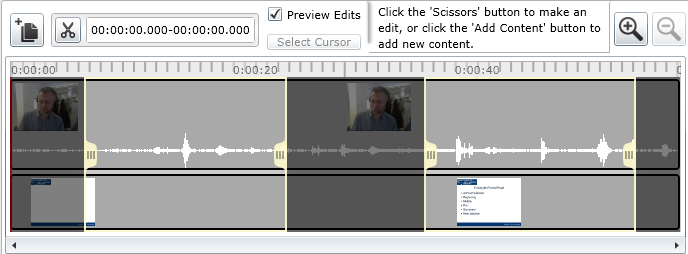 00:00:00.000-00:00:00.000
Preview Edits
Select Cursor
Click the 'Scissors' button to make an
edit, or click the 'Add Content' button to
add new content.
0:00:00
0:00:20
0:00:40